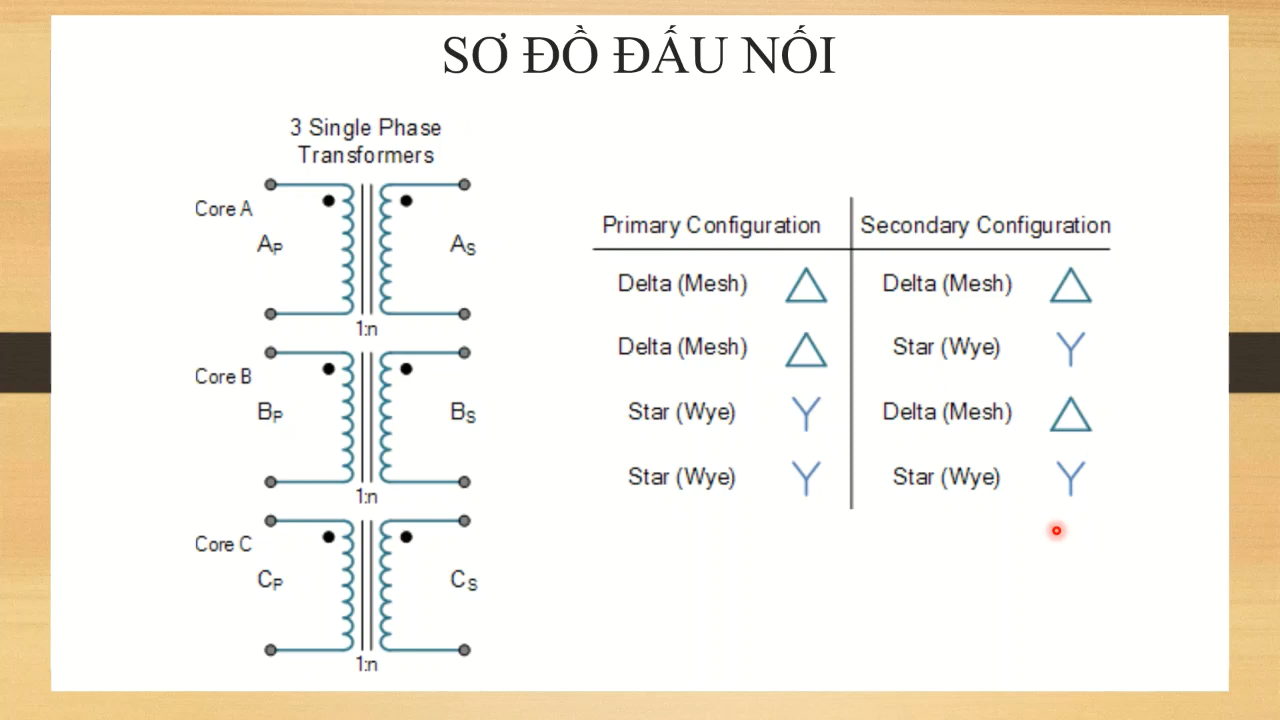 SƠ ĐỒ ĐẤU NỐI
3 Single Phase
Transformers
Core A
AP
AS
1:n
Core B
BP
BS
1:n
Core C
CP
CS
1:n
Primary Configuration Secondary Configuration
Delta (Mesh) Delta (Mesh)
Delta (Mesh) Star (Wye)
Star (Wye) Delta (Mesh)
Star (Wye) Star (Wye)